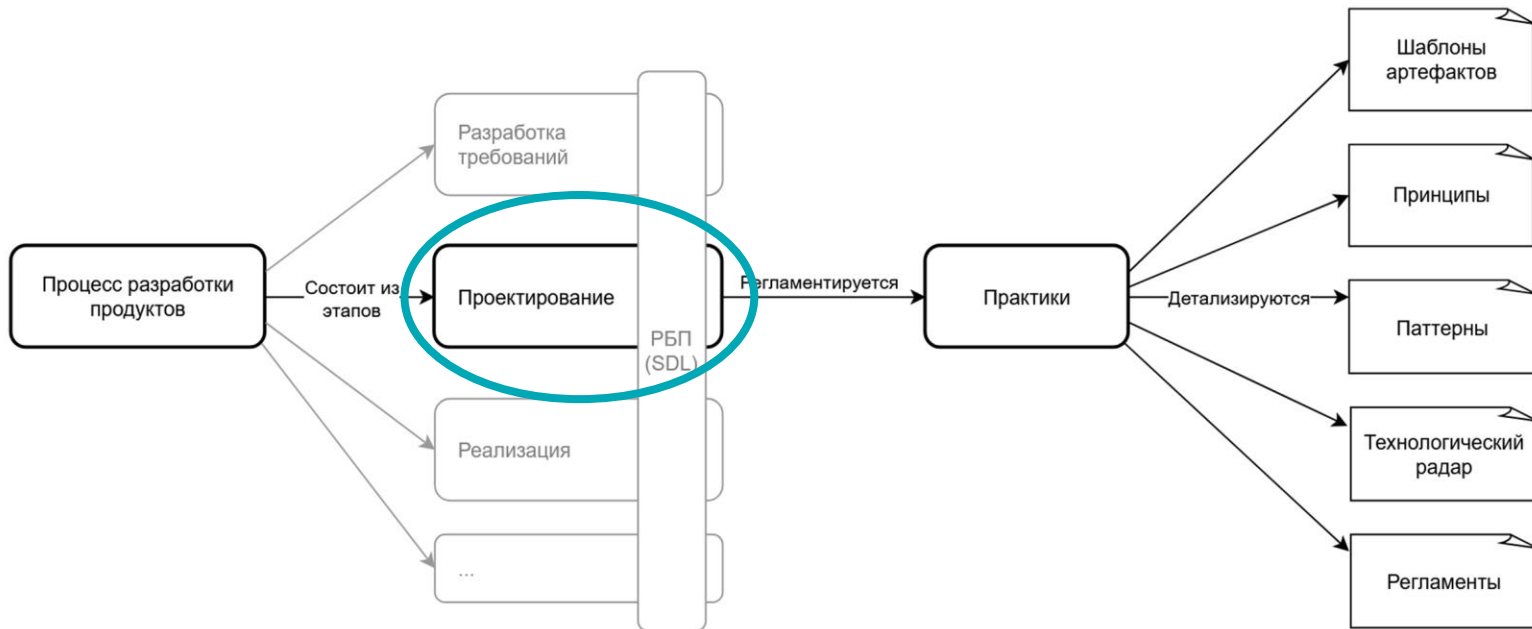 Процесс разработки
продуктов
Состоит из
этапов
Разработка
требований
Проектирование
Реализация
...
РБП
(SDL)
Регламентируется
Практики
Детализируются
Шаблоны
артефактов
Принципы
Паттерны
Технологический
радар
Регламенты